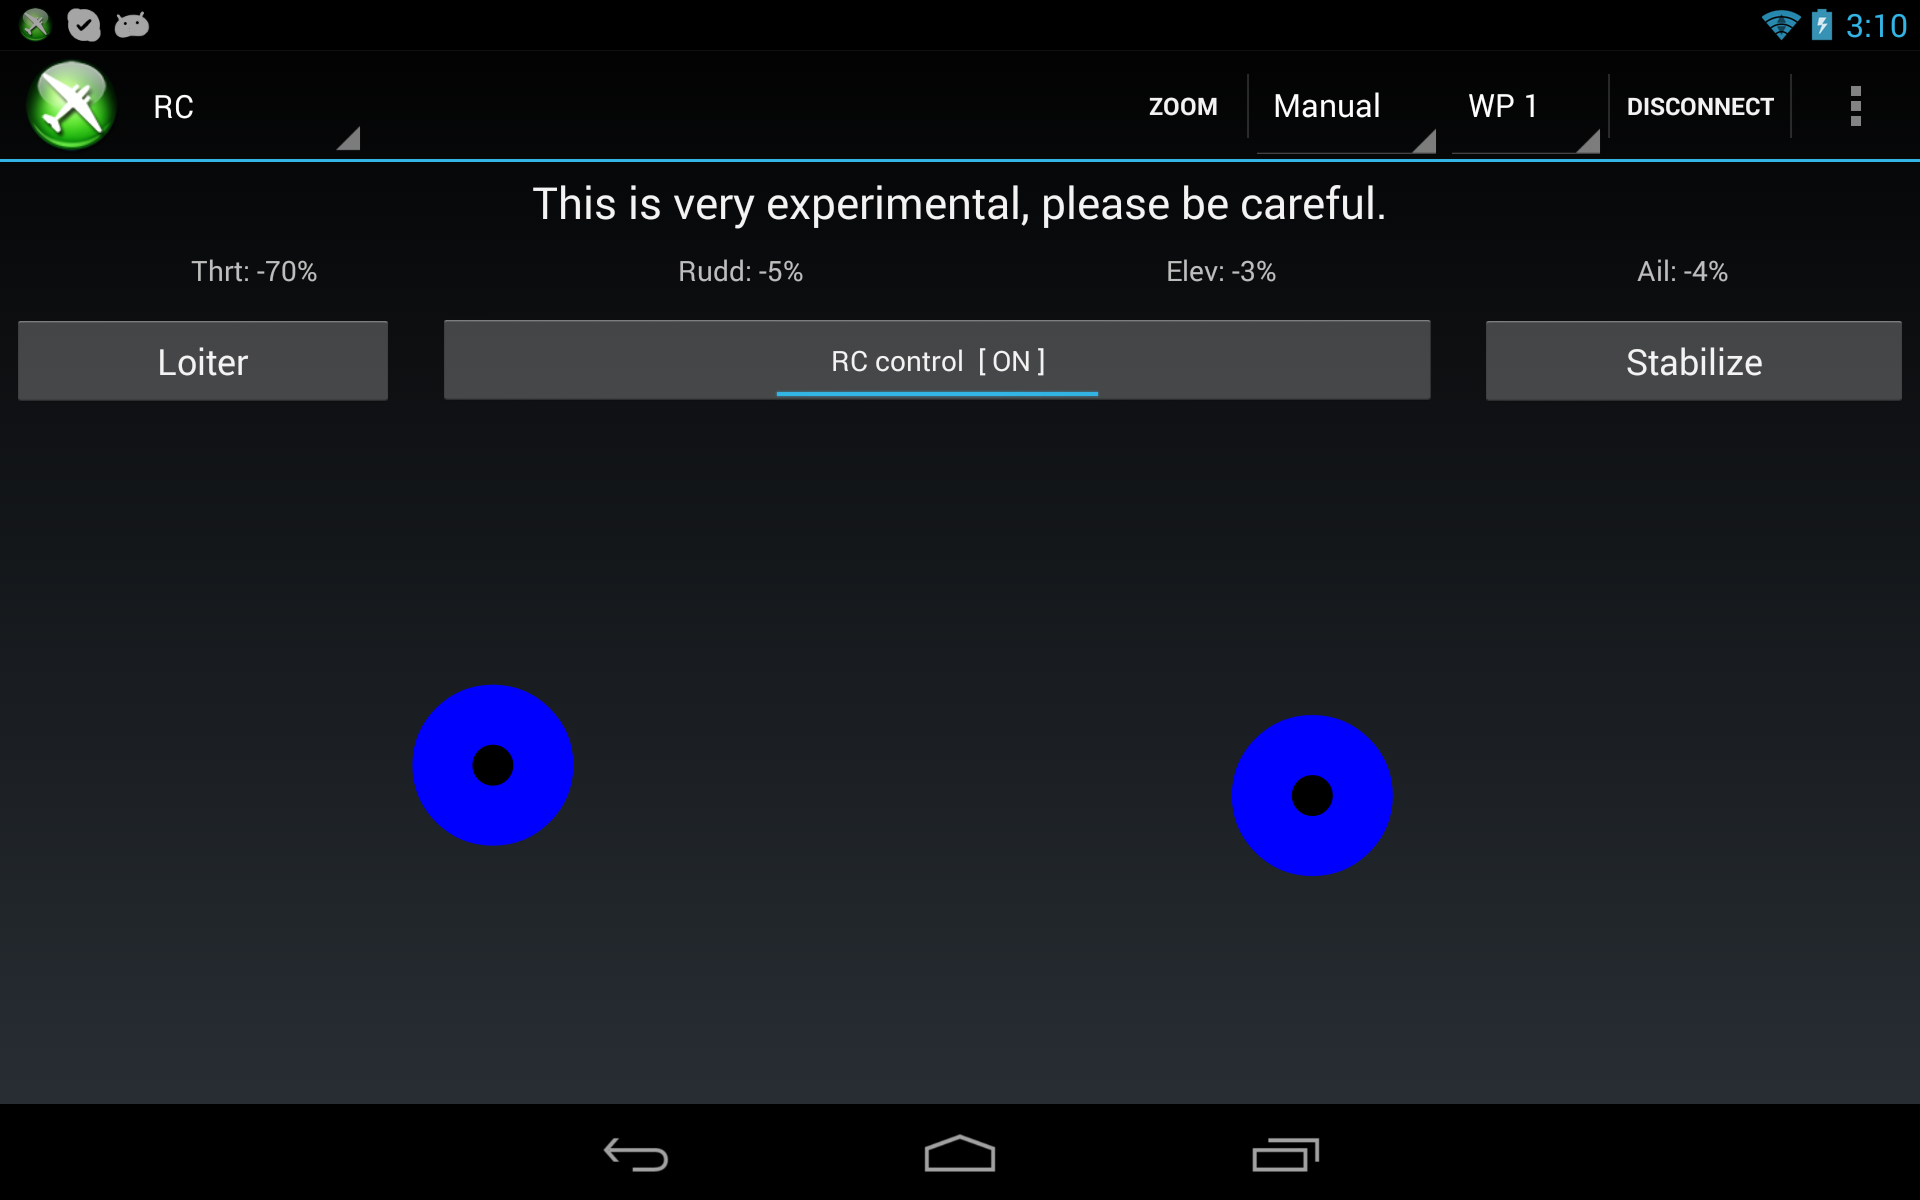 3:10
RC ZOOM Manual WP 1 DISCONNECT
This is very experimental, please be careful.
Thrt: -70% Rudd: -5% Elev: -3% Ail: -4%
Loiter RC control [ ON ] Stabilize